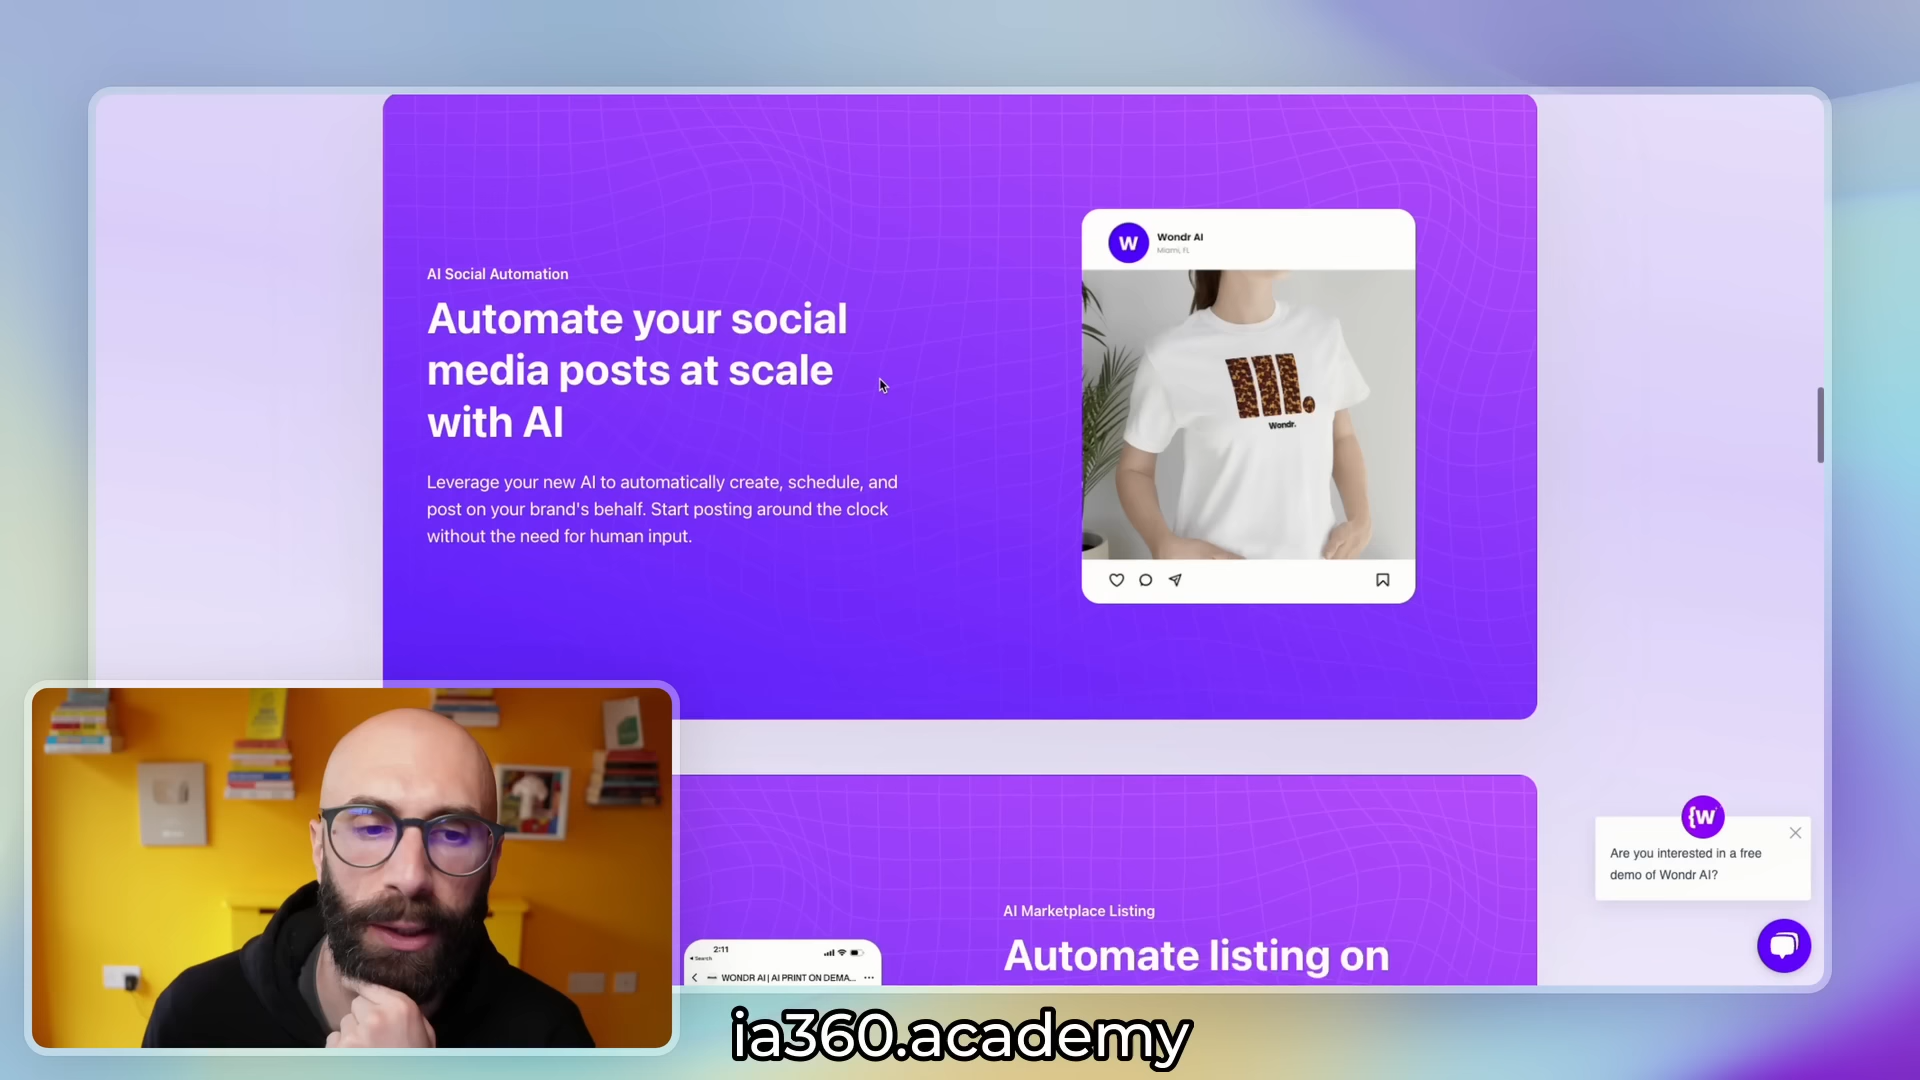 AI Social Automation
Automate your social
media posts at scale
with AI
Leverage your new AI to automatically create, schedule, and
post on your brand's behalf. Start posting around the clock
without the need for human input.
W
Wondr AI
Miami, FL
Wondr.
AI Marketplace Listing
Automate listing on
2:11
Search
WONDR AI | AI PRINT ON DEMA...
{W
Are you interested in a free
demo of Wondr AI?
ia360.academy